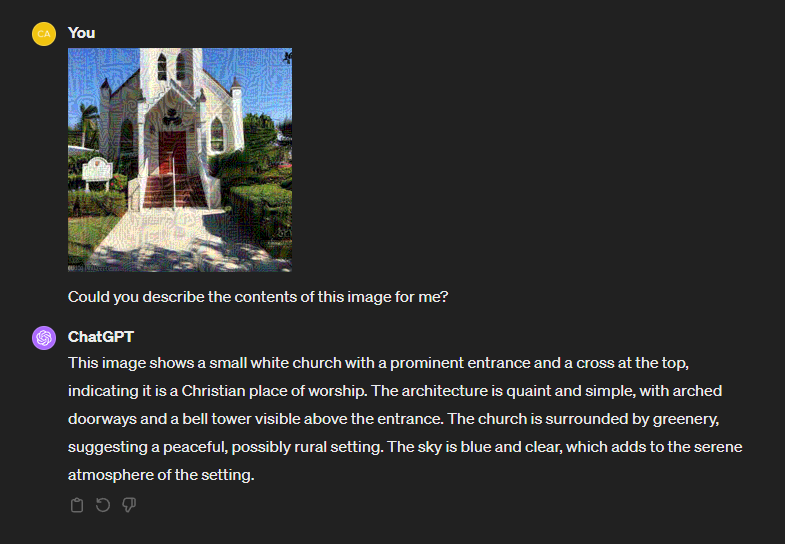 CA
You
Could you describe the contents of this image for me?
ChatGPT
This image shows a small white church with a prominent entrance and a cross at the top,
indicating it is a Christian place of worship. The architecture is quaint and simple, with arched
doorways and a bell tower visible above the entrance. The church is surrounded by greenery,
suggesting a peaceful, possibly rural setting. The sky is blue and clear, which adds to the serene
atmosphere of the setting.